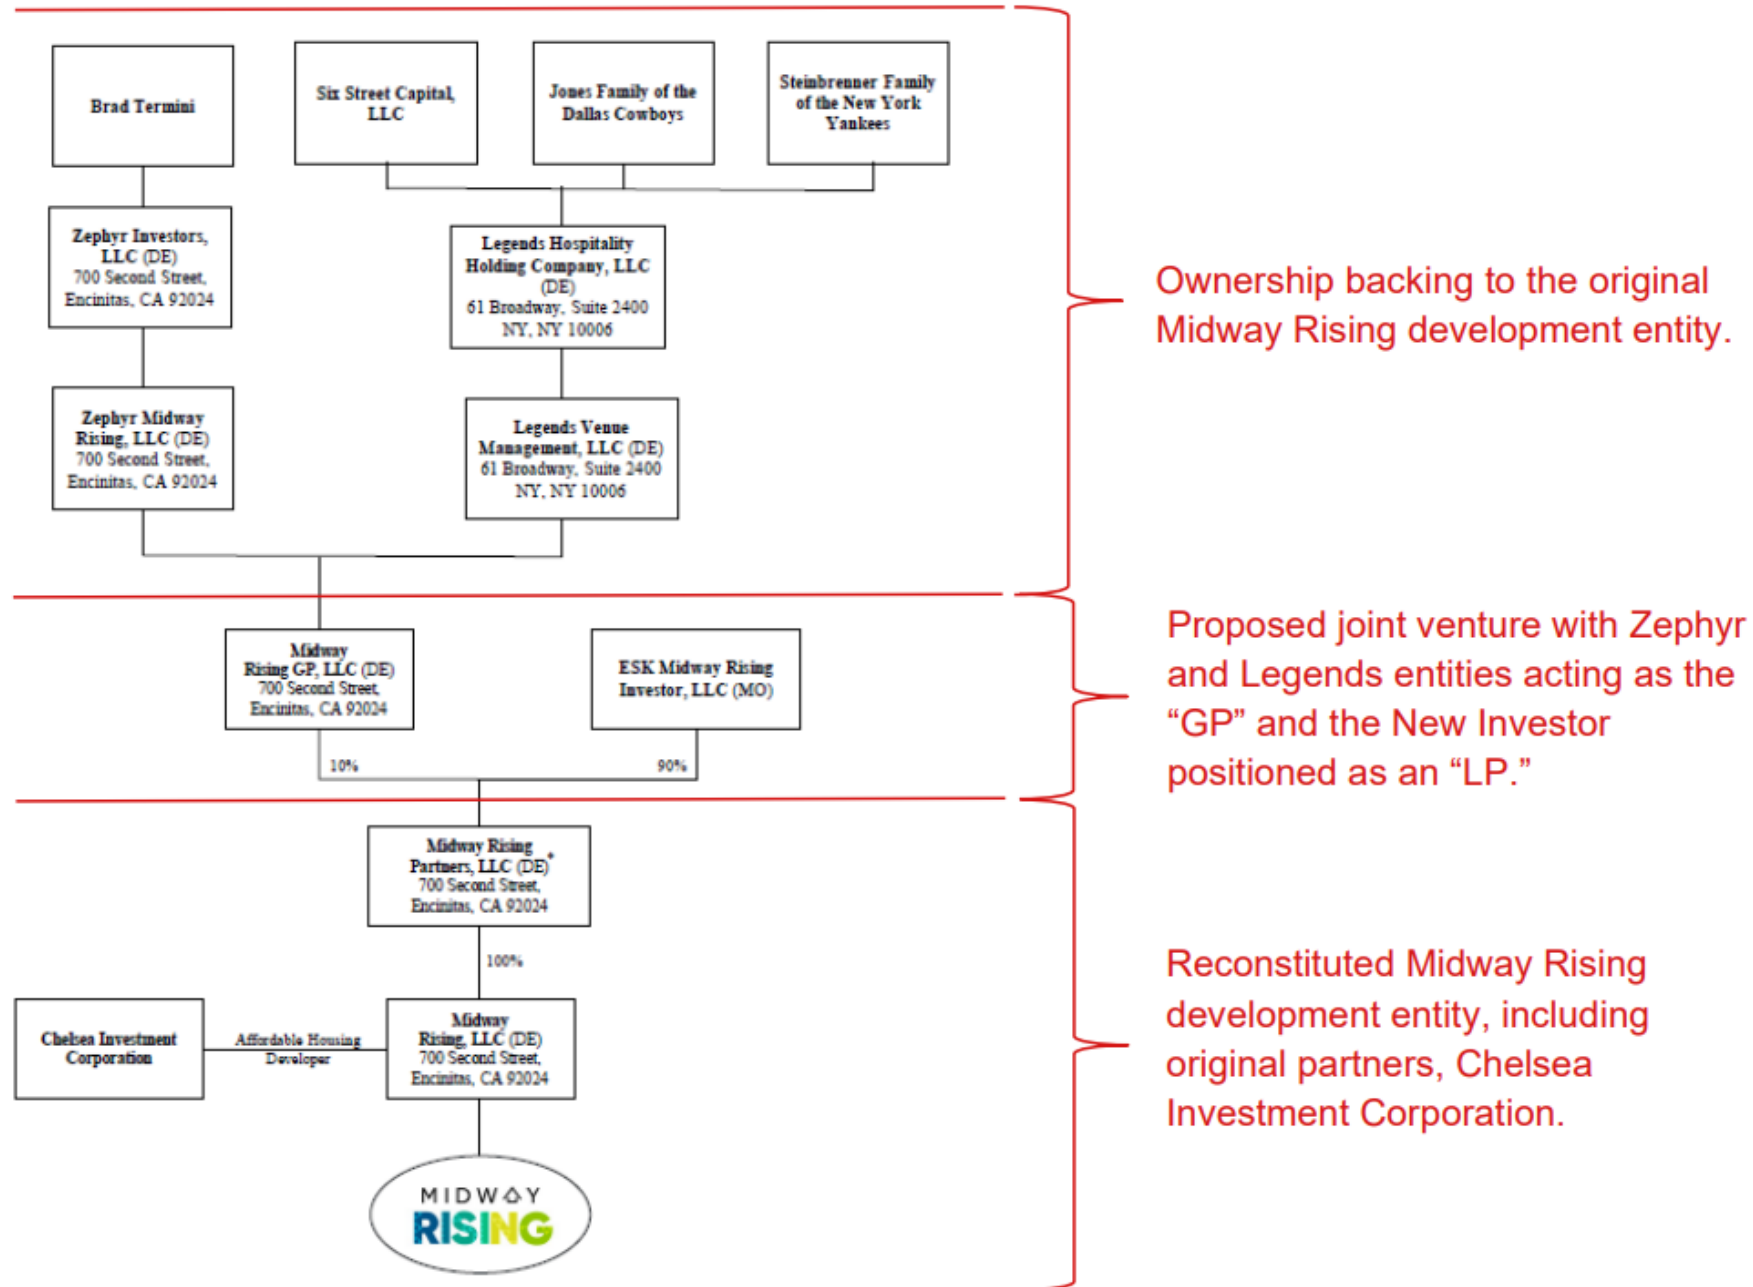 Brad Termini
Six Street Capital,
LLC
Jones Family of the
Dallas Cowboys
Steinbrenner Family
of the New York
Yankees
Zephyr Investors,
LLC (DE)
700 Second Street,
Encinitas, CA 92024
Legends Hospitality
Holding Company, LLC
(DE)
61 Broadway, Suite 2400
NY, NY 10006
Zephyr Midway
Rising, LLC (DE)
700 Second Street,
Encinitas, CA 92024
Legends Venue
Management, LLC (DE)
61 Broadway, Suite 2400
NY, NY 10006
Ownership backing to the original
Midway Rising development entity.
Midway
Rising GP, LLC (DE)
700 Second Street,
Encinitas, CA 92024
ESK Midway Rising
Investor, LLC (MO)
10%
90%
Proposed joint venture with Zephyr
and Legends entities acting as the
“GP” and the New Investor
positioned as an “LP.”
Midway Rising
Partners, LLC (DE)*
700 Second Street,
Encinitas, CA 92024
100%
Chelsea Investment
Corporation
Affordable Housing
Developer
Midway
Rising, LLC (DE)
700 Second Street,
Encinitas, CA 92024
MIDWAY
RISING
Reconstituted Midway Rising
development entity, including
original partners, Chelsea
Investment Corporation.